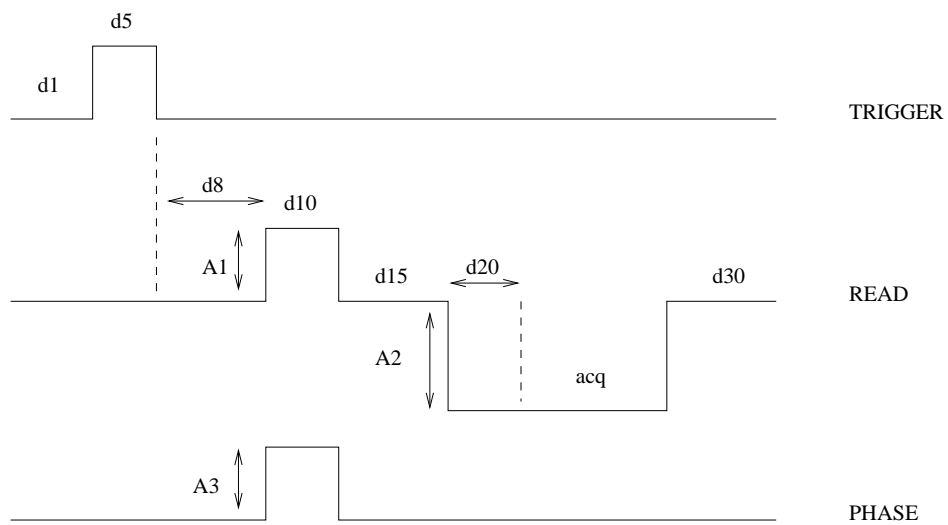 d5
d1
TRIGGER
d8
d10
A1
d15
d20
d30
READ
A2
acq
A3
PHASE